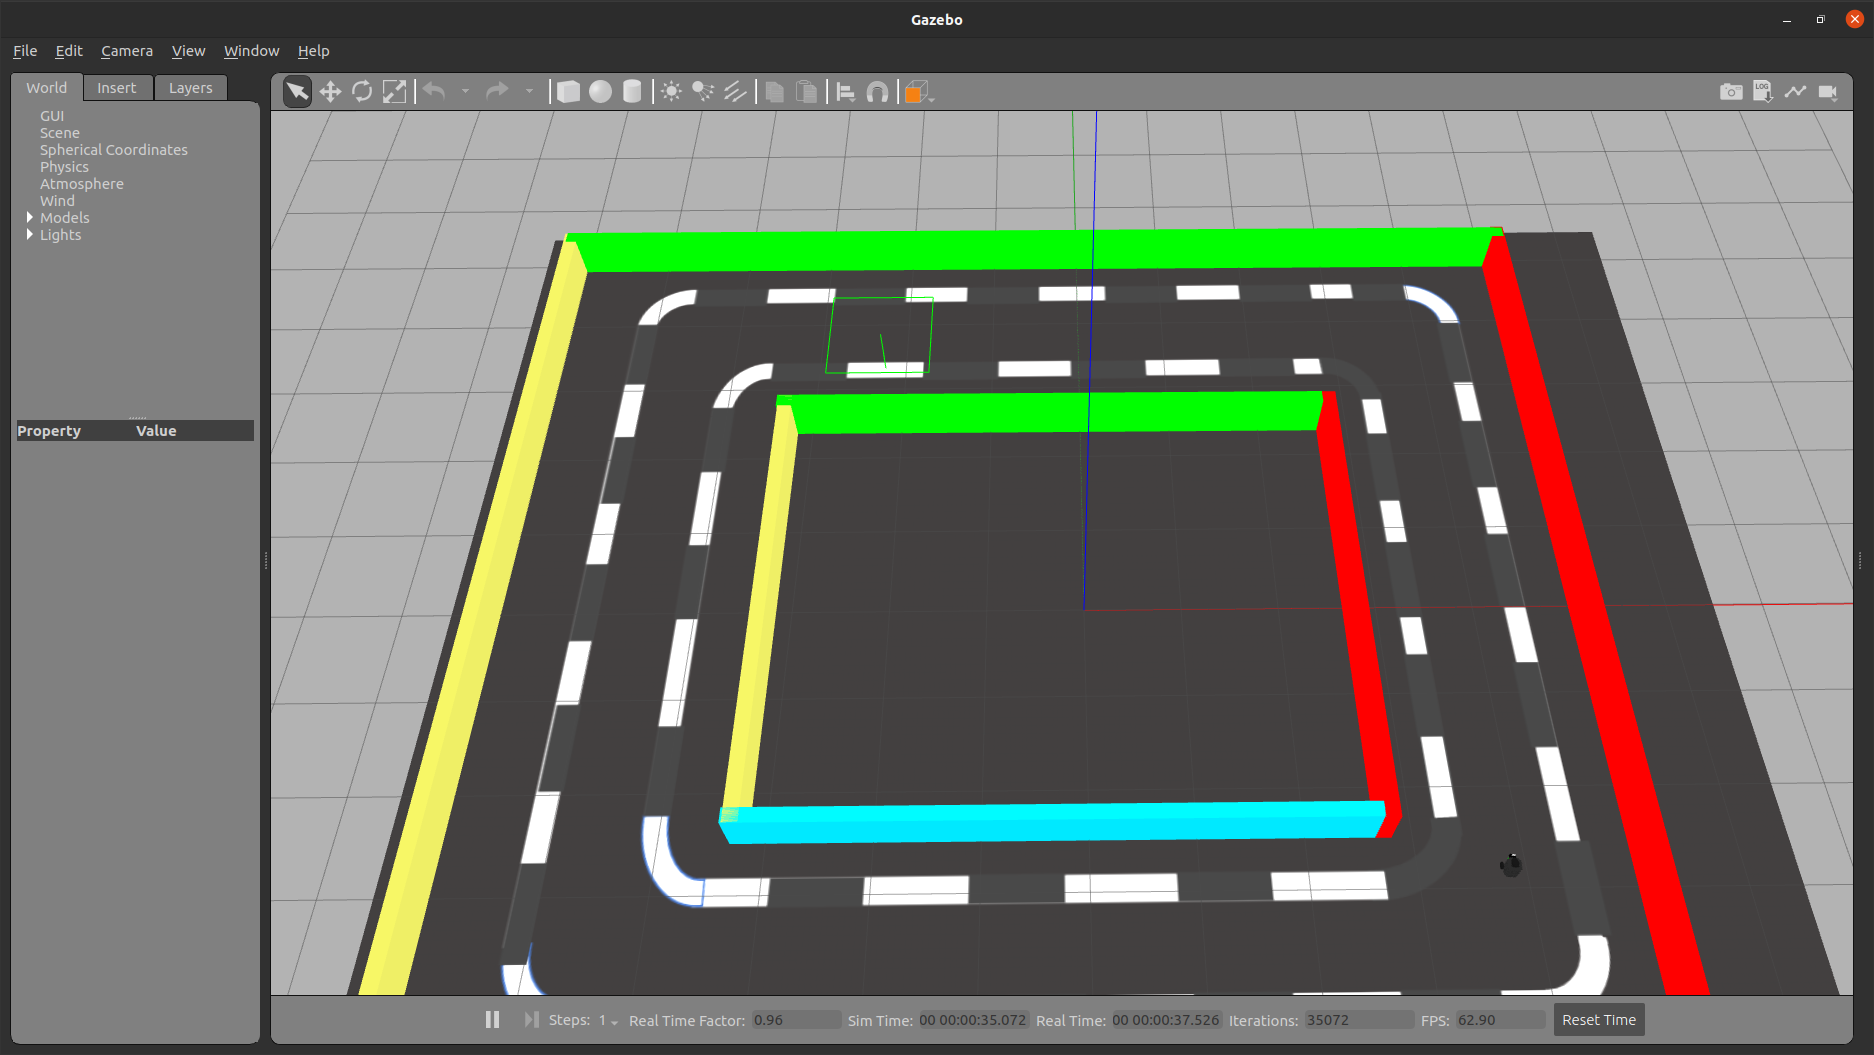 Gazebo
File Edit Camera View Window Help
World Insert Layers
LOG
GUI
Scene
Spherical Coordinates
Physics
Atmosphere
Wind
Models
Lights
Property Value
Steps: 1 Real Time Factor: 0.96 Sim Time: 00 00:00:35.072 Real Time: 00 00:00:37.526 Iterations: 35072 FPS: 62.90 Reset Time